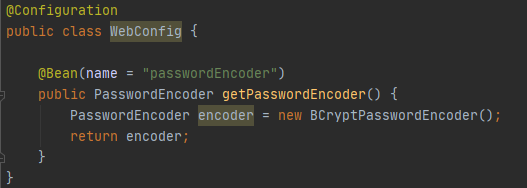 @Configuration
public class WebConfig {
@Bean(name = "passwordEncoder")
public PasswordEncoder getPasswordEncoder() {
PasswordEncoder encoder = new BCryptPasswordEncoder();
return encoder;
}
}